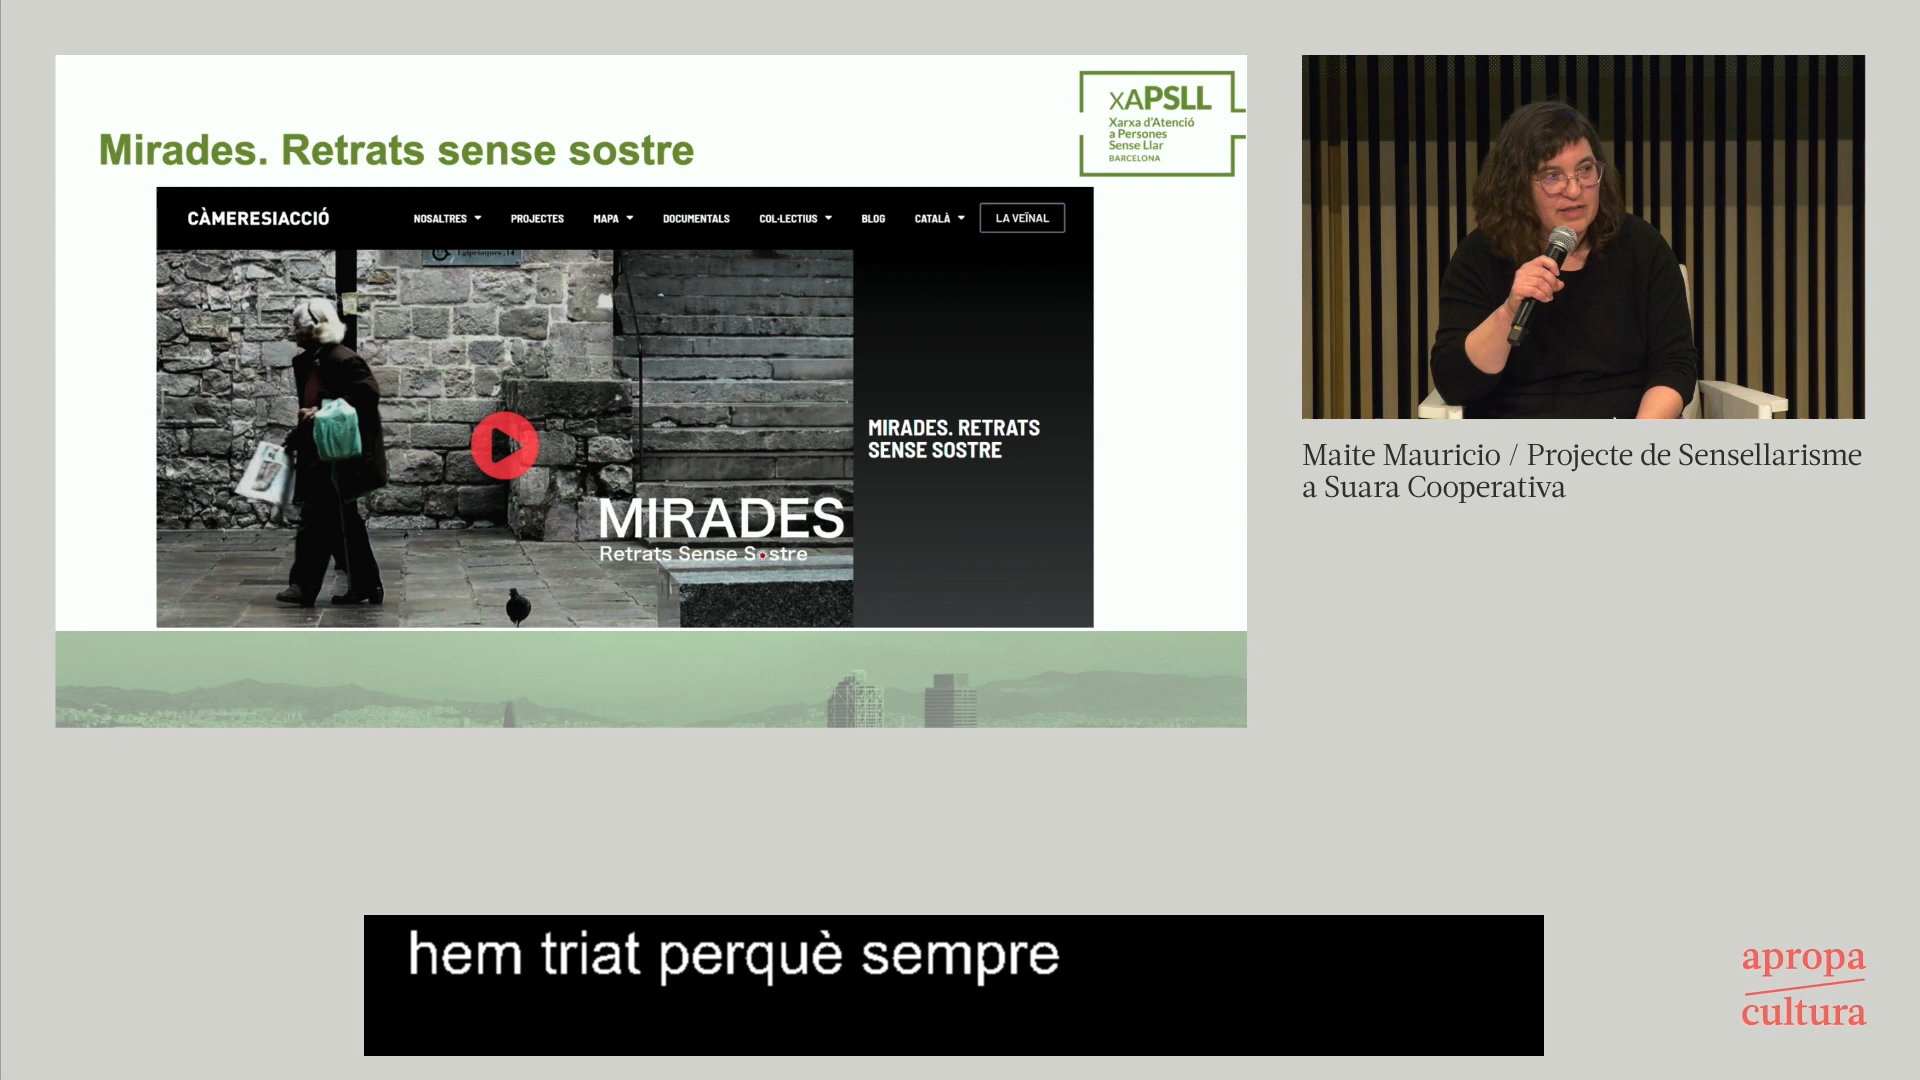 Mirades. Retrats sense sostre
XAPSLL
Xarxa d'Atenció
a Persones
Sense Llar
BARCELONA
CÀMERESIACCIÓ
NOSALTRES
PROJECTES
MAPA
DOCUMENTALS
COL·LECTIUS
BLOG
CATALÀ
LA VEÏNAL
Egipcíaques, 14
MIRADES. RETRATS
SENSE SOSTRE
MIRADES
Retrats Sense Sostre
Maite Mauricio / Projecte de Sensellarisme
a Suara Cooperativa
hem triat perquè sempre
apropa
cultura